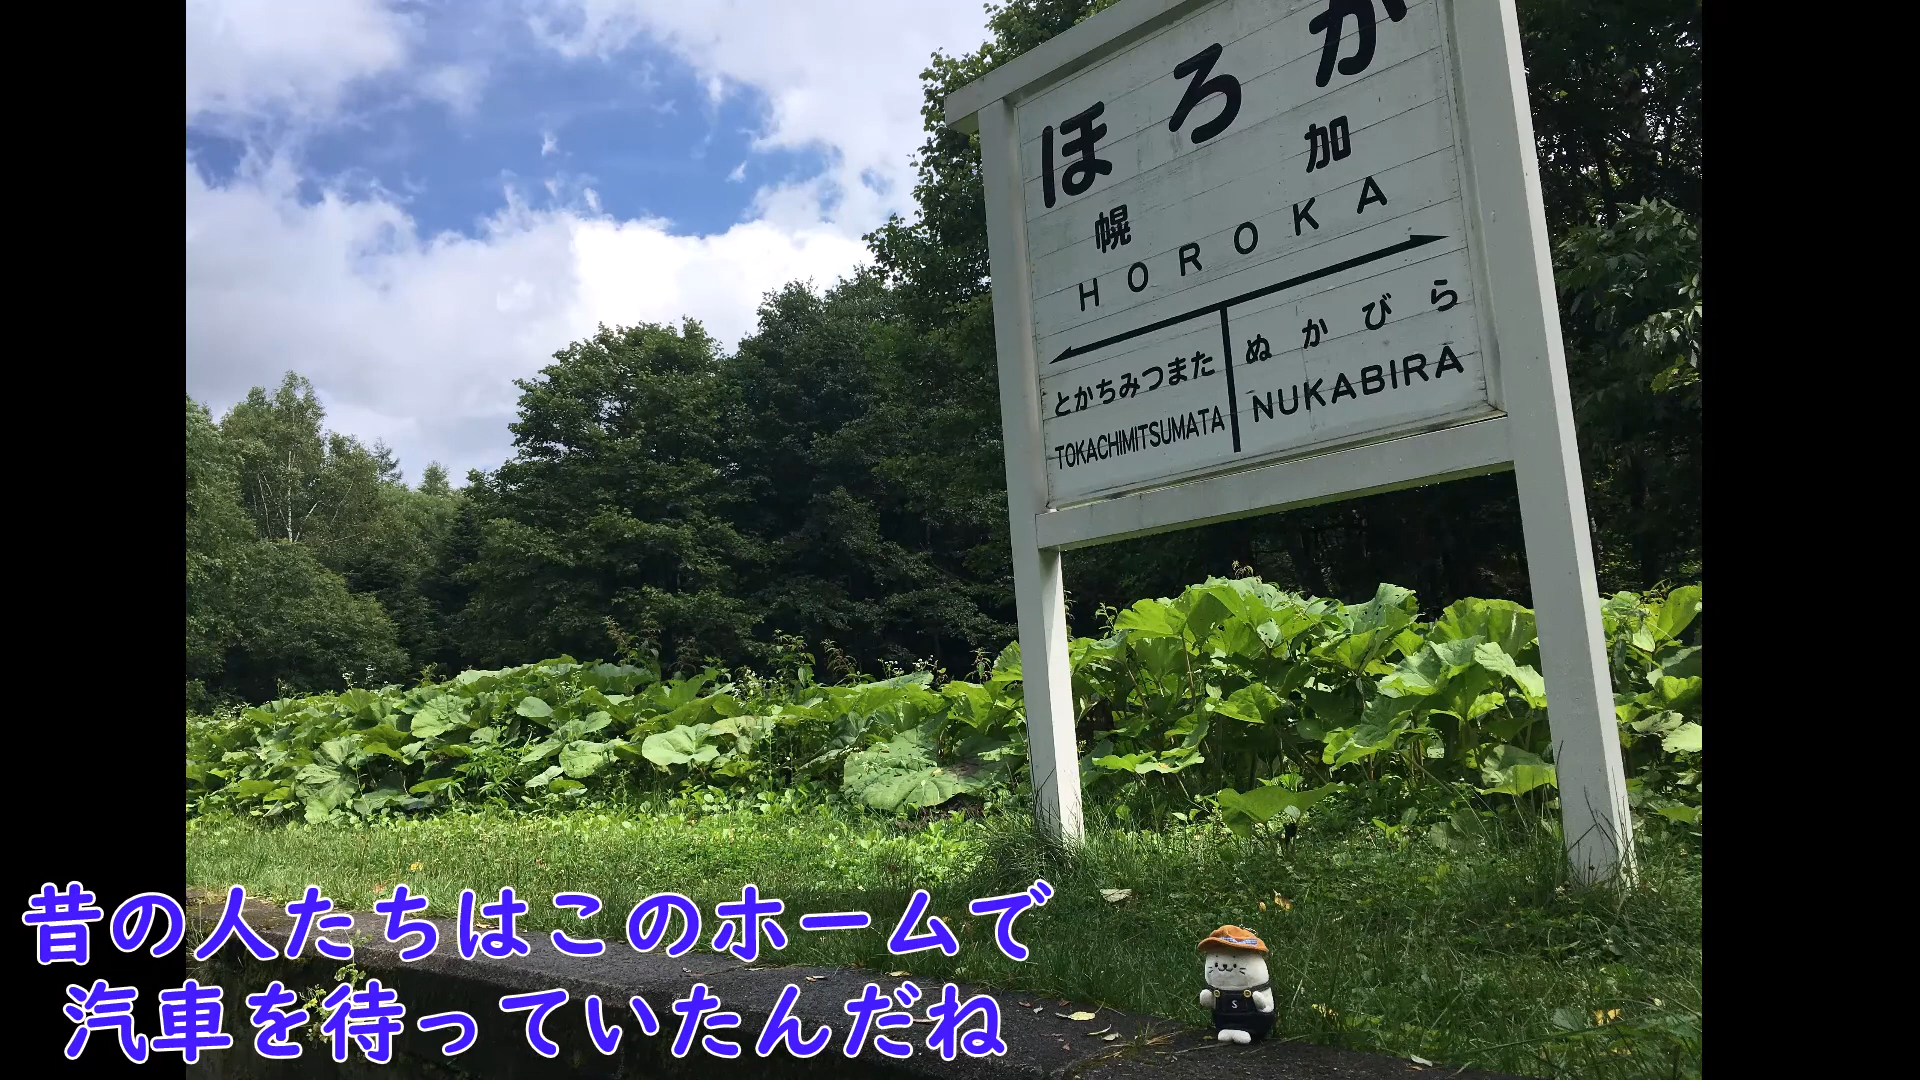 ほろか
幌加
HOROKA
とかちみつまた
TOKACHIMITSUMATA
ぬかびら
NUKABIRA
S
昔の人たちはこのホームで
汽車を待っていたんだね